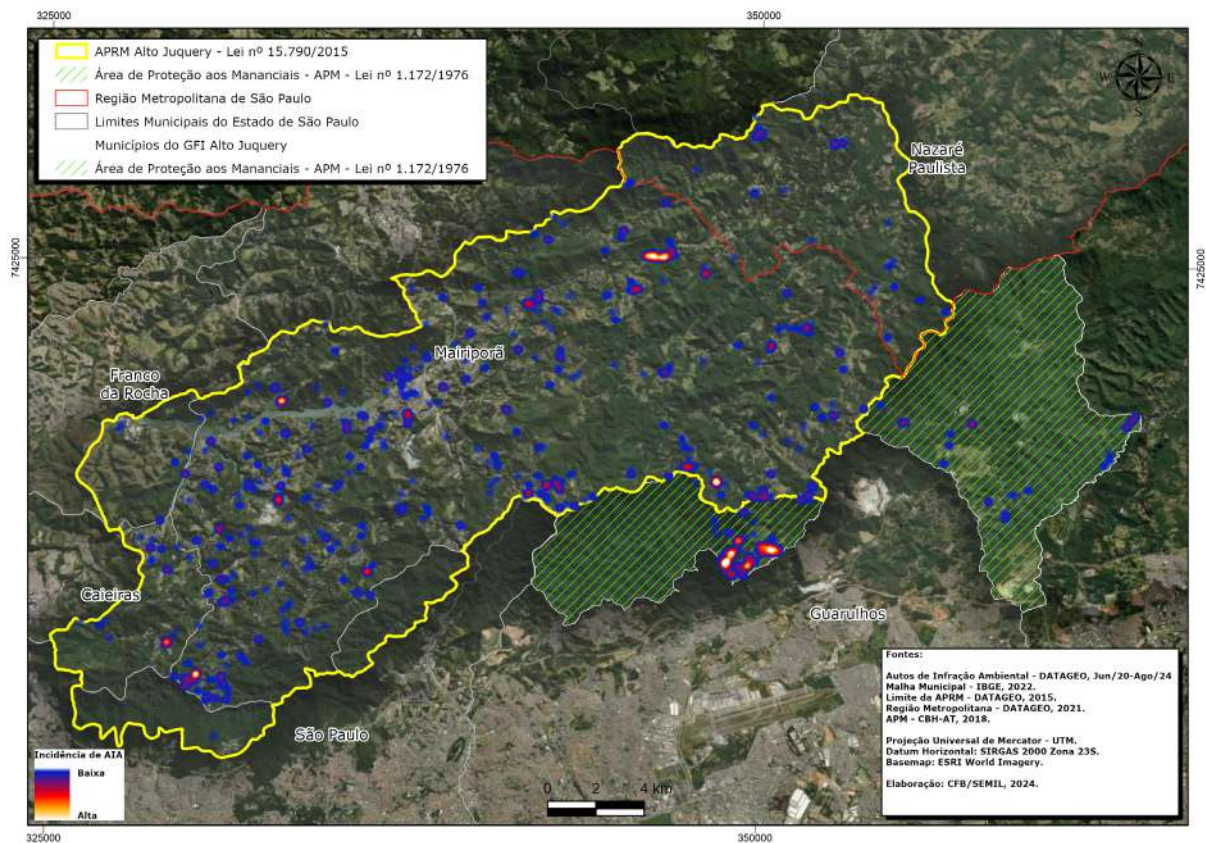 325000
350000
APRM Alto Juquery - Lei nº 15.790/2015
Área de Proteção aos Mananciais - APM - Lei nº 1.172/1976
Região Metropolitana de São Paulo
Limites Municipais do Estado de São Paulo
Municípios do GFI Alto Juquery
Área de Proteção aos Mananciais - APM - Lei nº 1.172/1976
N
W E
S
Nazaré
Paulista
7425000
7425000
Mairiporã
Franco
da Rocha
Caieiras
Guarulhos
São Paulo
Fontes:
Autos de Infração Ambiental - DATAGEO, Jun/20-Ago/24
Malha Municipal - IBGE, 2022.
Limite da APRM - DATAGEO, 2015.
Região Metropolitana - DATAGEO, 2021.
APM - CBH-AT, 2018.
Projeção Universal de Mercator - UTM.
Datum Horizontal: SIRGAS 2000 Zona 23S.
Basemap: ESRI World Imagery.
Elaboração: CFB/SEMIL, 2024.
Incidência de AIA
Baixa
Alta
0 2 4 km
325000
350000